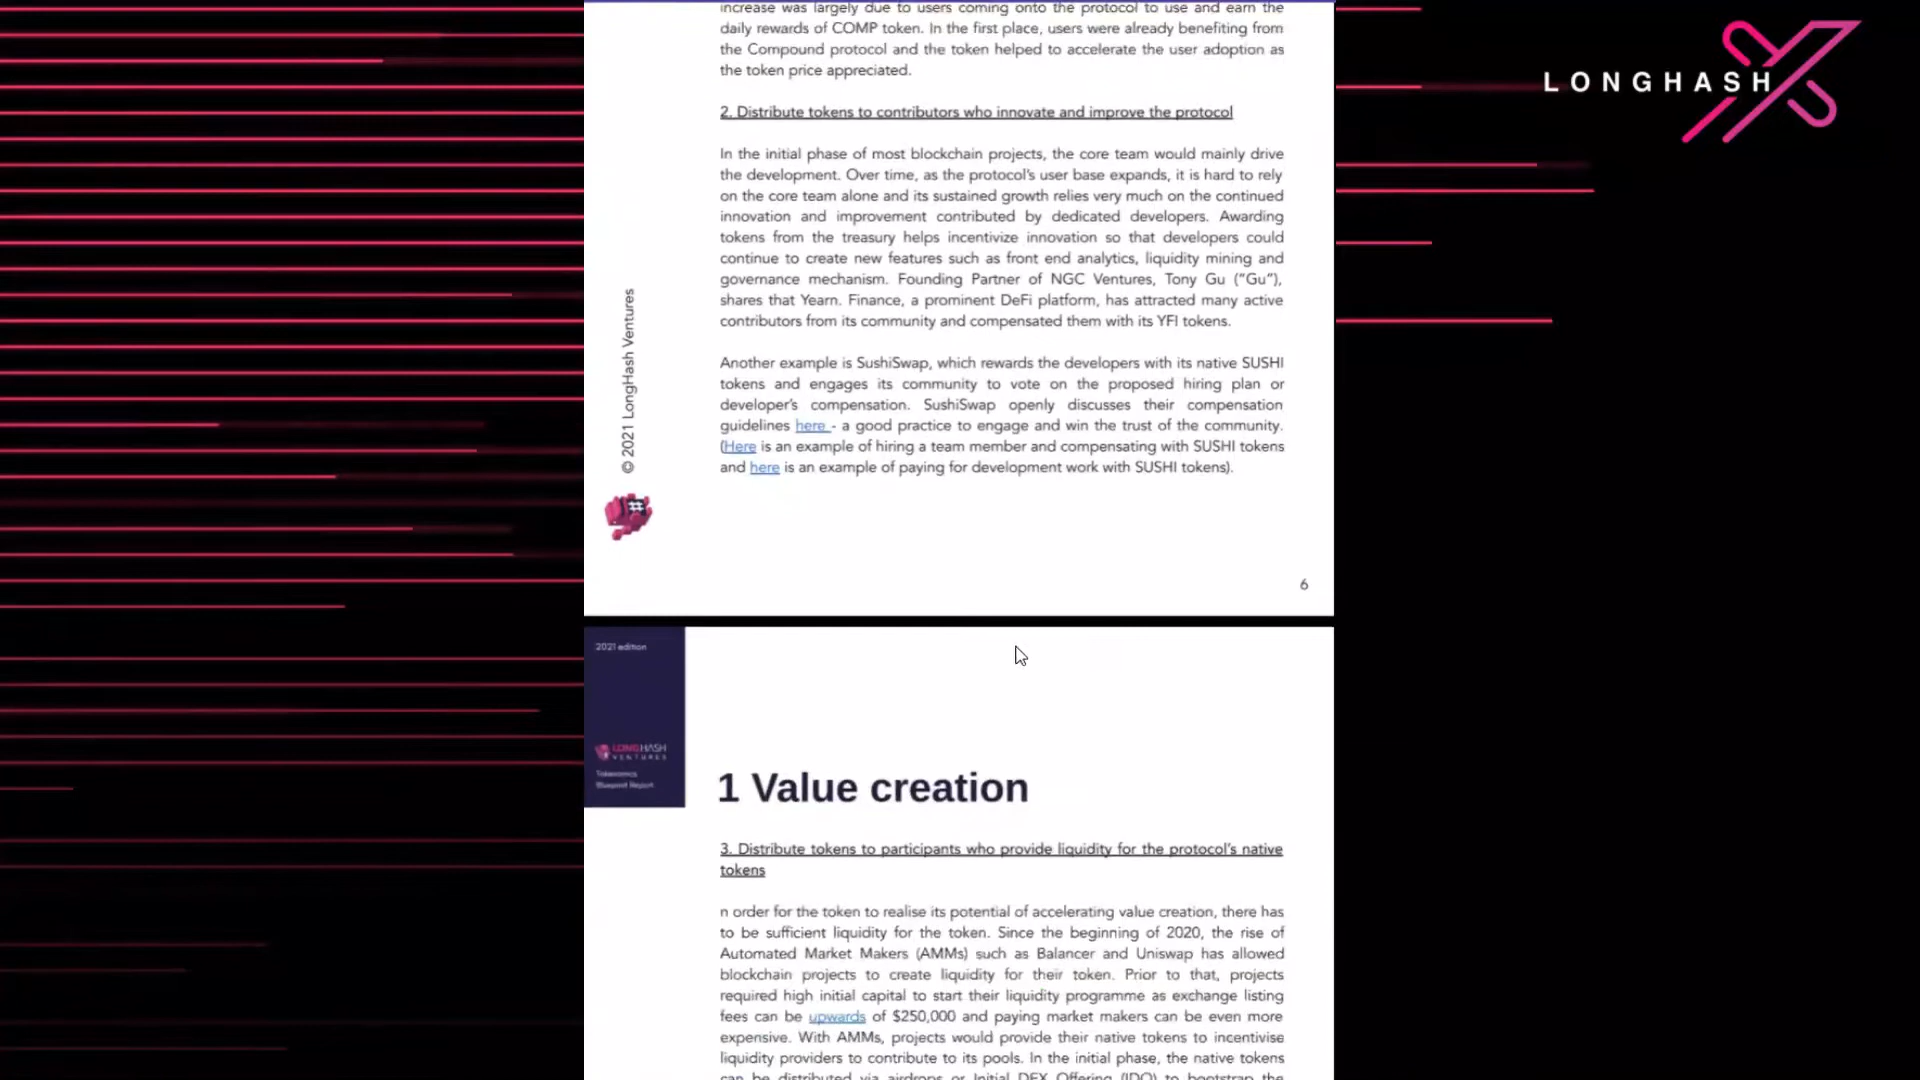 increase was largely due to users coming onto the protocol to use and earn the
daily rewards of COMP token. In the first place, users were already benefiting from
the Compound protocol and the token helped to accelerate the user adoption as
the token price appreciated.
2. Distribute tokens to contributors who innovate and improve the protocol
In the initial phase of most blockchain projects, the core team would mainly drive
the development. Over time, as the protocol's user base expands, it is hard to rely
on the core team alone and its sustained growth relies very much on the continued
innovation and improvement contributed by dedicated developers. Awarding
tokens from the treasury helps incentivize innovation so that developers could
continue to create new features such as front end analytics, liquidity mining and
governance mechanism. Founding Partner of NGC Ventures, Tony Gu ("Gu"),
shares that Yearn. Finance, a prominent DeFi platform, has attracted many active
contributors from its community and compensated them with its YFI tokens.
Another example is SushiSwap, which rewards the developers with its native SUSHI
tokens and engages its community to vote on the proposed hiring plan or
developer's compensation. SushiSwap openly discusses their compensation
guidelines here - a good practice to engage and win the trust of the community.
(Here is an example of hiring a team member and compensating with SUSHI tokens
and here is an example of paying for development work with SUSHI tokens).
© 2021 LongHash Ventures
#
6
LONGHASH
2021 edition
LONGHASH
VENTURES
Tokenomics
Blueprint Report
1 Value creation
3. Distribute tokens to participants who provide liquidity for the protocol's native
tokens
n order for the token to realise its potential of accelerating value creation, there has
to be sufficient liquidity for the token. Since the beginning of 2020, the rise of
Automated Market Makers (AMMs) such as Balancer and Uniswap has allowed
blockchain projects to create liquidity for their token. Prior to that, projects
required high initial capital to start their liquidity programme as exchange listing
fees can be upwards of $250,000 and paying market makers can be even more
expensive. With AMMs, projects would provide their native tokens to incentivise
liquidity providers to contribute to its pools. In the initial phase, the native tokens
can be distributed via airdrops or Initial DEX Offering (IDO) to bootstrap the